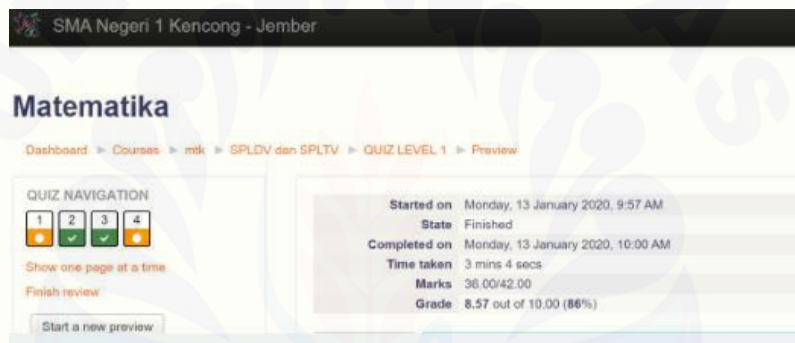 SMA Negeri 1 Kencong - Jember
Matematika
Dashboard ► Courses ► mtk ► SPLDV dan SPLTV ► QUIZ LEVEL 1 ► Preview
QUIZ NAVIGATION
1 2 3 4
Show one page at a time
Finish review
Start a new preview
Started on Monday, 13 January 2020, 9:57 AM
State Finished
Completed on Monday, 13 January 2020, 10:00 AM
Time taken 3 mins 4 secs
Marks 36.00/42.00
Grade 8.57 out of 10.00 (86%)